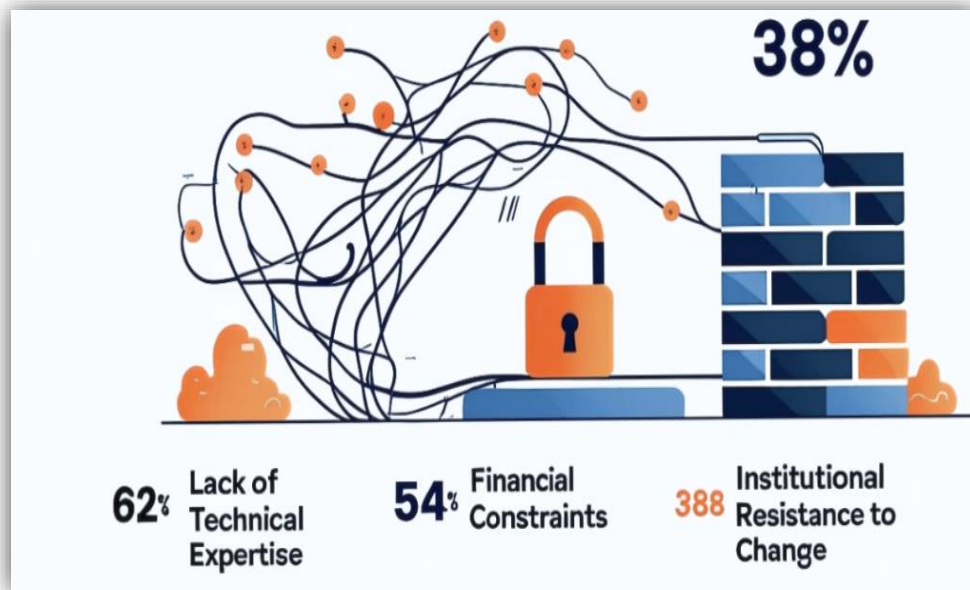 38%
62%
Lack of
Technical
Expertise
54%
Financial
Constraints
388
Institutional
Resistance to
Change